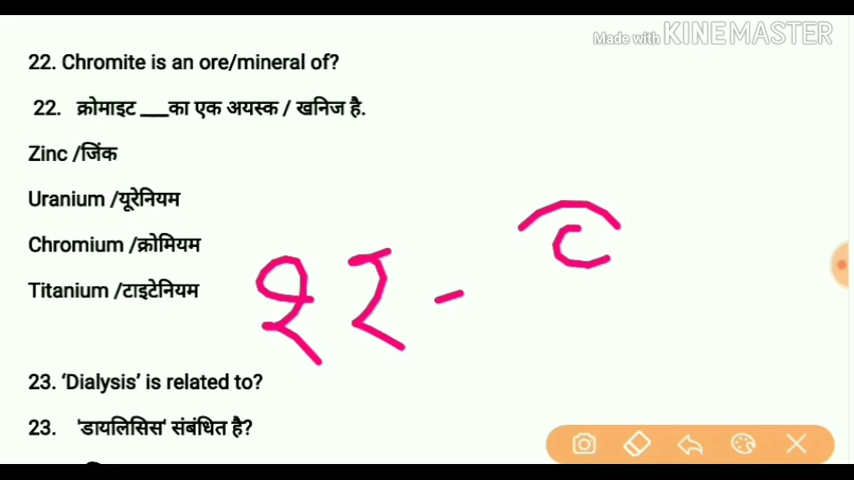 Made with KINEMASTER
22. Chromite is an ore/mineral of?
22. क्रोमाइट ___का एक अयस्क / खनिज है.
Zinc /जिंक
Uranium /यूरेनियम
Chromium /क्रोमियम
Titanium /टाइटेनियम
22 - C
23. ‘Dialysis’ is related to?
23. 'डायलिसिस' संबंधित है?